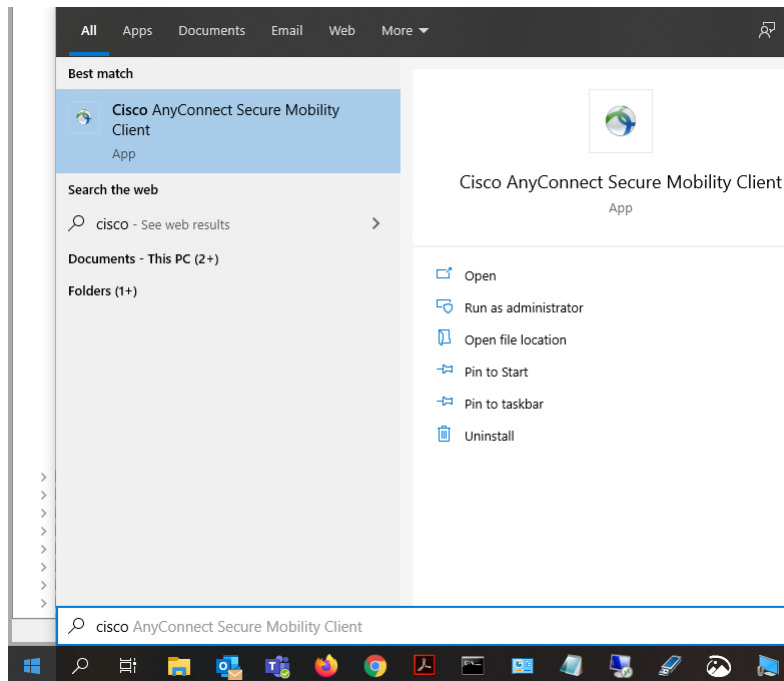 All Apps Documents Email Web More
Best match
Cisco AnyConnect Secure Mobility
Client
App
Search the web
cisco - See web results
Documents - This PC (2+)
Folders (1+)
Cisco AnyConnect Secure Mobility Client
App
Open
Run as administrator
Open file location
Pin to Start
Pin to taskbar
Uninstall
cisco AnyConnect Secure Mobility Client